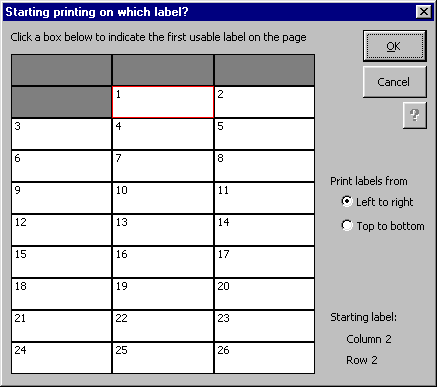 Starting printing on which label?
Click a box below to indicate the first usable label on the page
OK
Cancel
?
1 2
3 4 5
6 7 8
9 10 11
12 13 14
15 16 17
18 19 20
21 22 23
24 25 26
Print labels from
Left to right
Top to bottom
Starting label:
Column 2
Row 2